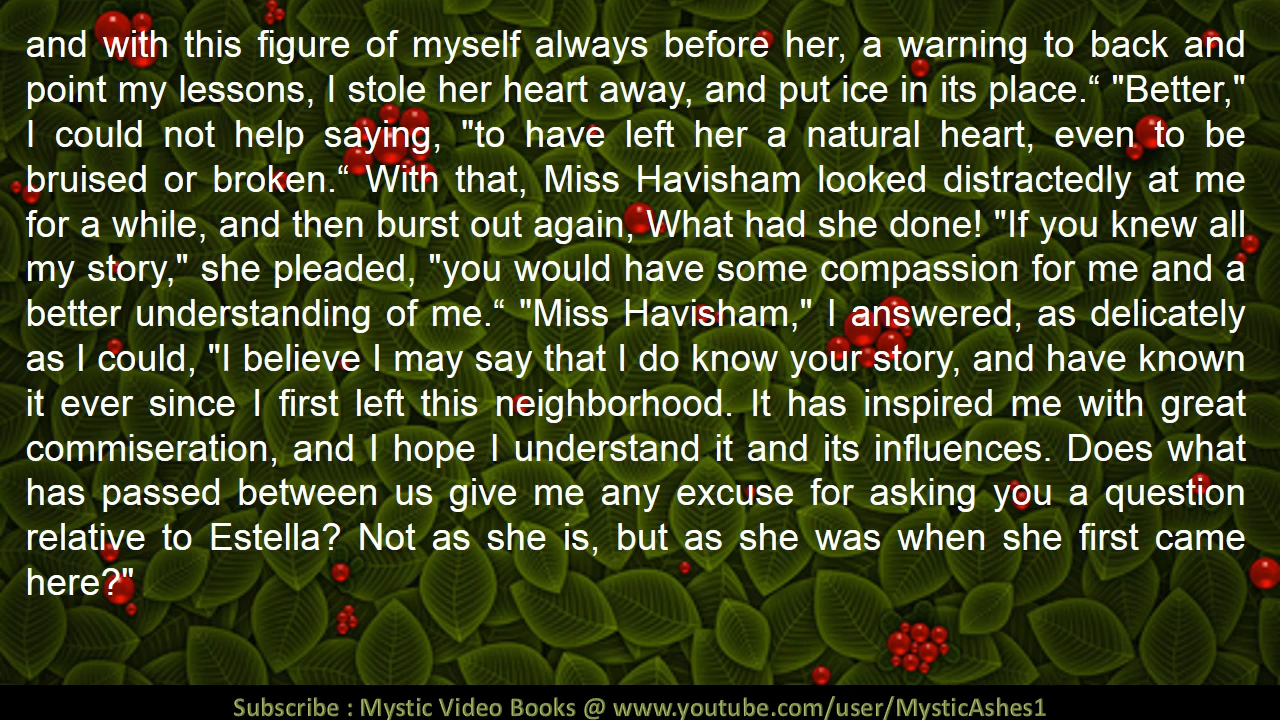 and with this figure of myself always before her, a warning to back and
point my lessons, I stole her heart away, and put ice in its place.“ "Better,"
I could not help saying, "to have left her a natural heart, even to be
bruised or broken.“ With that, Miss Havisham looked distractedly at me
for a while, and then burst out again, What had she done! "If you knew all
my story," she pleaded, "you would have some compassion for me and a
better understanding of me.“ "Miss Havisham," I answered, as delicately
as I could, "I believe I may say that I do know your story, and have known
it ever since I first left this neighborhood. It has inspired me with great
commiseration, and I hope I understand it and its influences. Does what
has passed between us give me any excuse for asking you a question
relative to Estella? Not as she is, but as she was when she first came
here?"
Subscribe : Mystic Video Books @ www.youtube.com/user/MysticAshes1